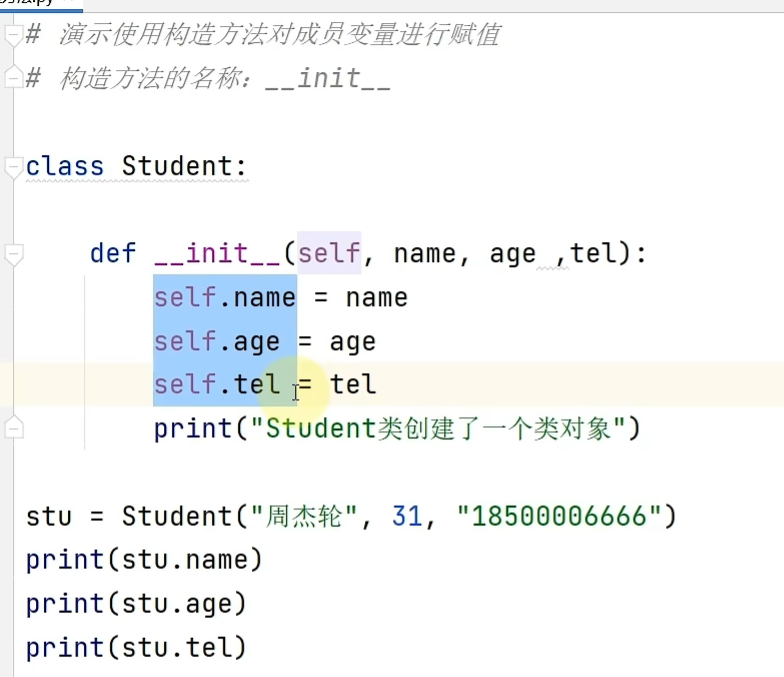 # 演示使用构造方法对成员变量进行赋值
# 构造方法的名称：__init__
class Student:
def __init__(self, name, age ,tel):
self.name = name
self.age = age
self.tel = tel
print("Student类创建了一个类对象")
stu = Student("周杰轮", 31, "18500006666")
print(stu.name)
print(stu.age)
print(stu.tel)